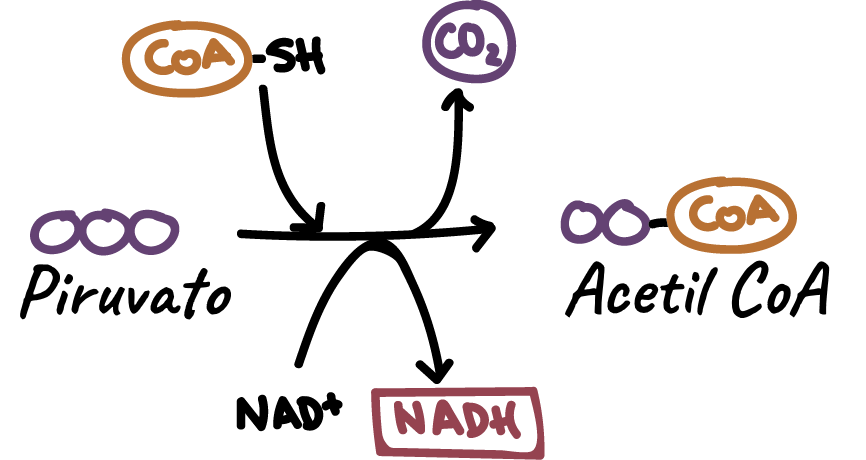 CoA-SH
CO₂
Piruvato
CoA
Acetil CoA
NAD⁺
NADH